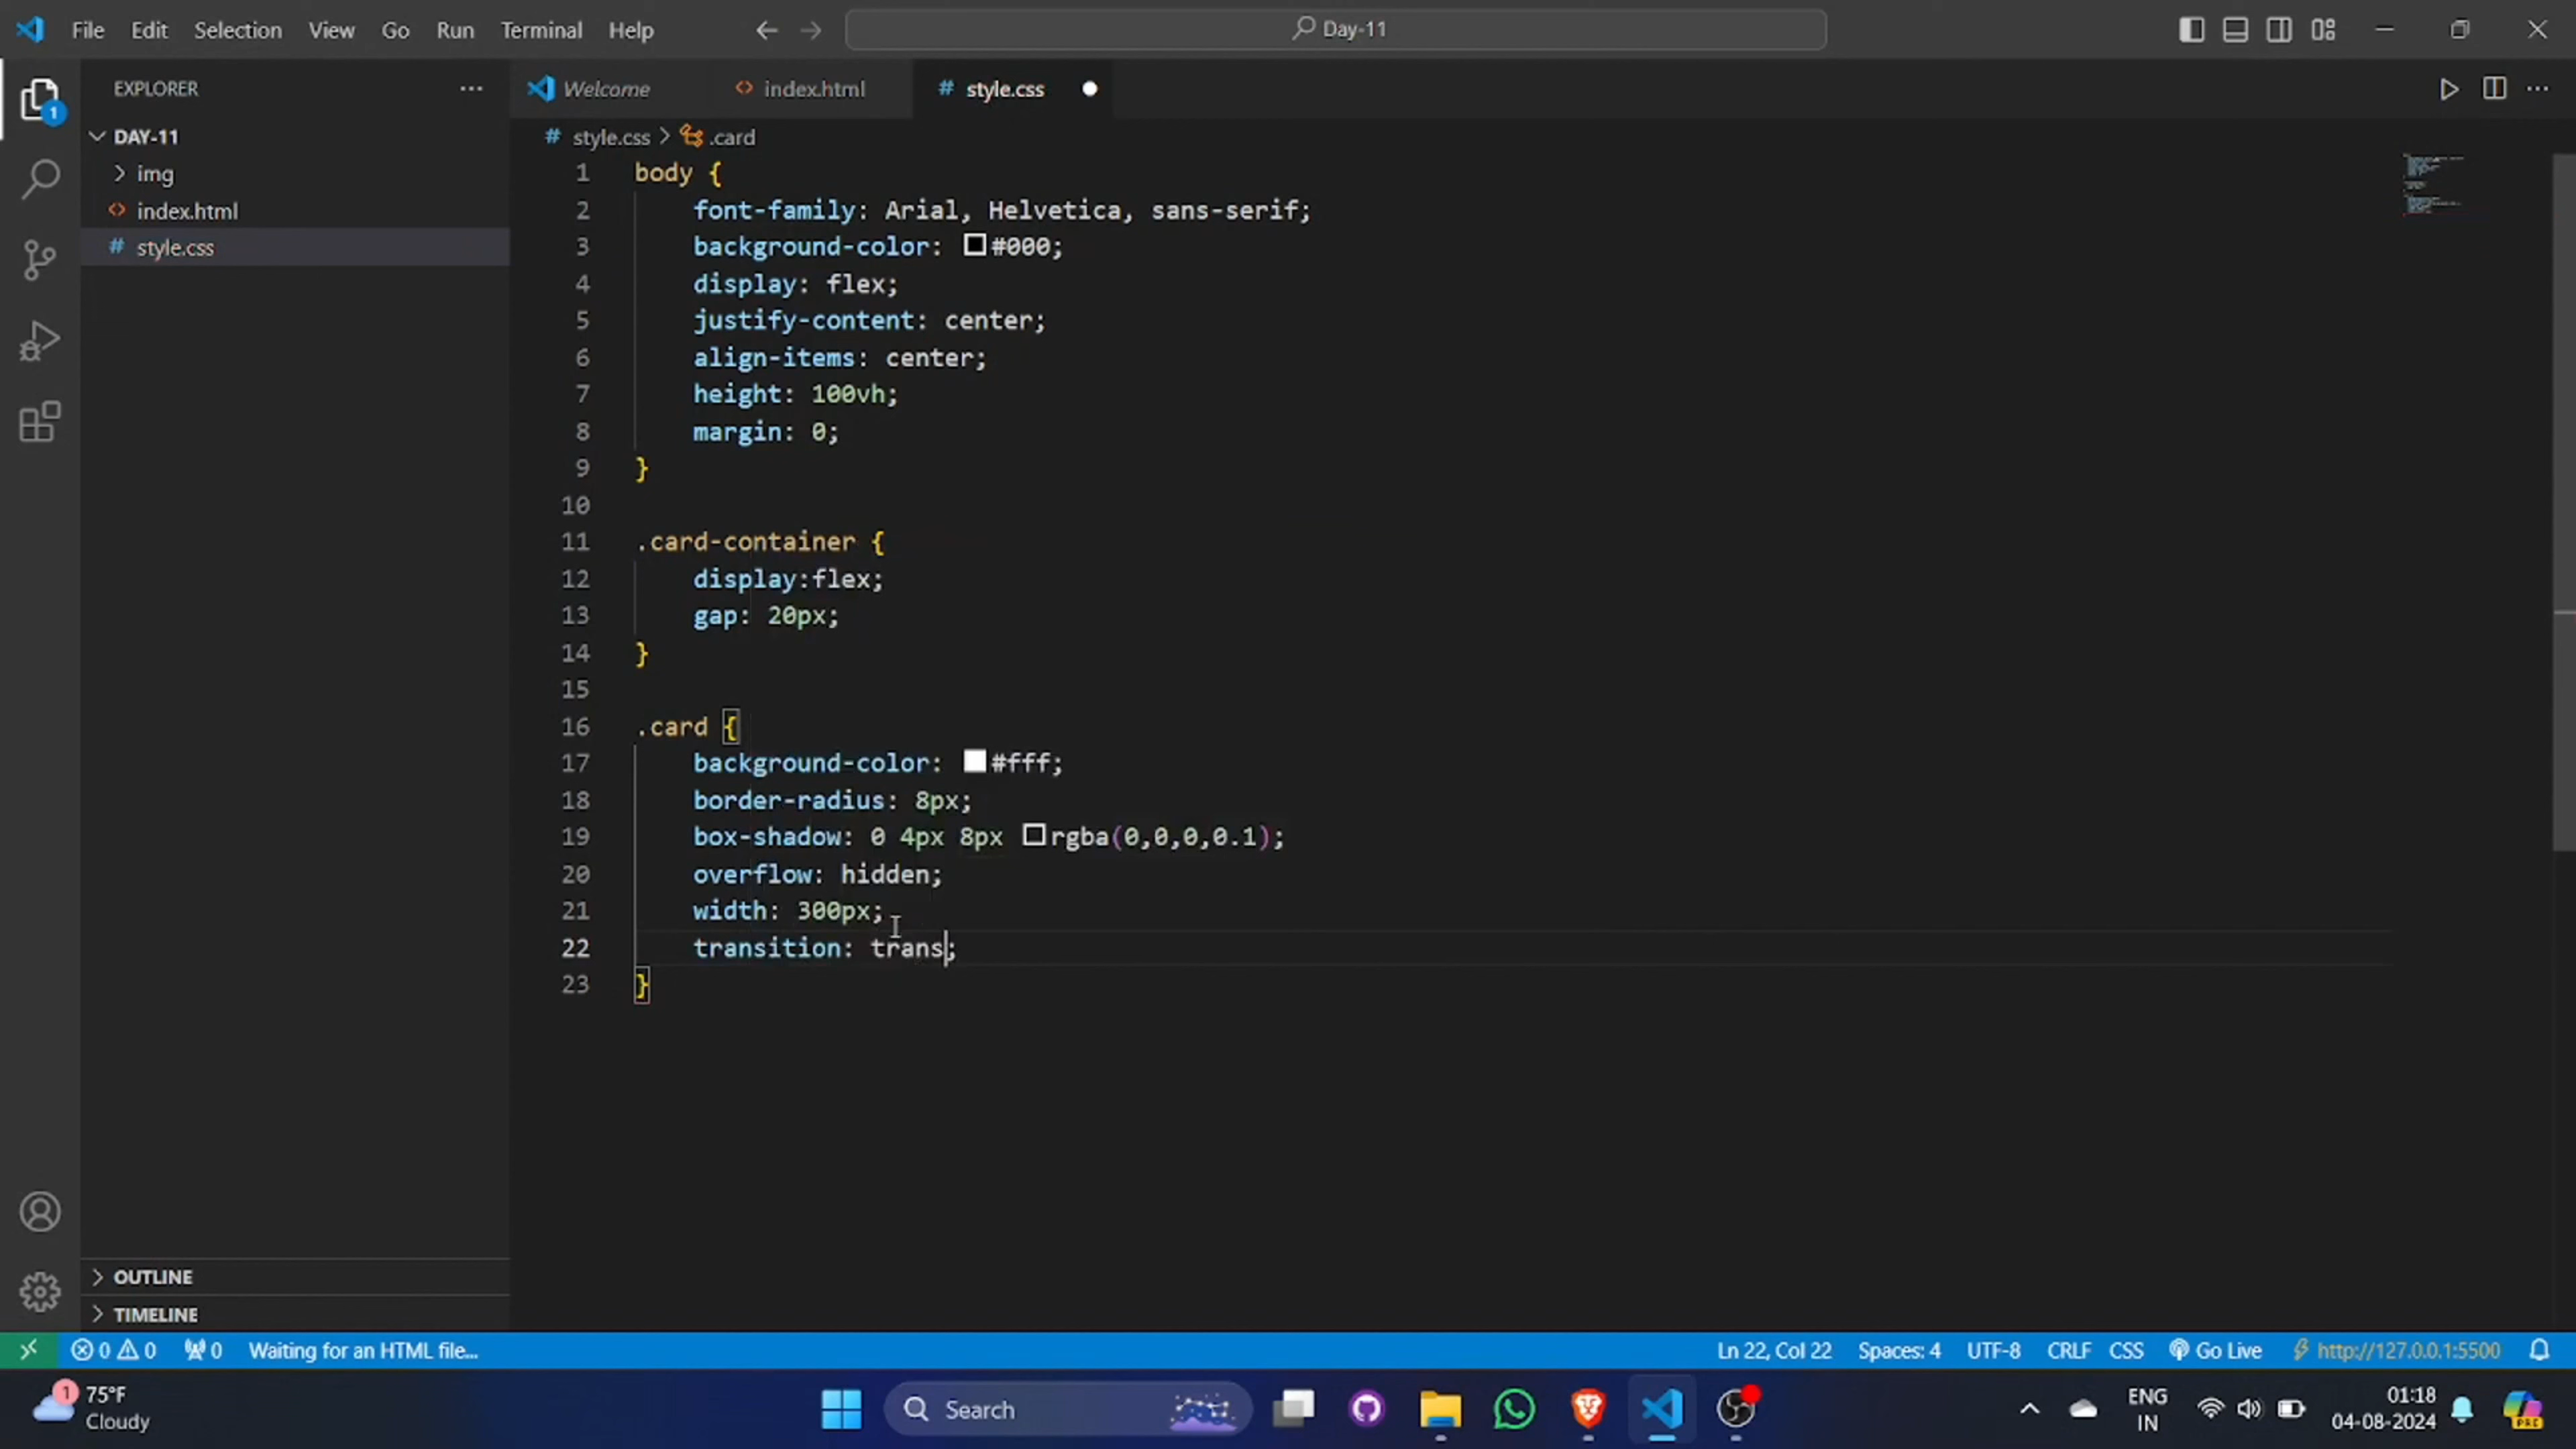 File Edit Selection View Go Run Terminal Help Day-11
EXPLORER
Welcome index.html style.css
DAY-11
img
index.html
style.css
style.css > .card
1 body {
2 font-family: Arial, Helvetica, sans-serif;
3 background-color: #000;
4 display: flex;
5 justify-content: center;
6 align-items: center;
7 height: 100vh;
8 margin: 0;
9 }
10
11 .card-container {
12 display:flex;
13 gap: 20px;
14 }
15
16 .card {
17 background-color: #fff;
18 border-radius: 8px;
19 box-shadow: 0 4px 8px rgba(0,0,0,0.1);
20 overflow: hidden;
21 width: 300px;
22 transition: trans;
23 }
OUTLINE
TIMELINE
0 0 0 Waiting for an HTML file... Ln 22, Col 22 Spaces: 4 UTF-8 CRLF CSS Go Live http://127.0.0.1:5500
1 75°F
Cloudy
Search
ENG
IN
01:18
04-08-2024
PRE
1